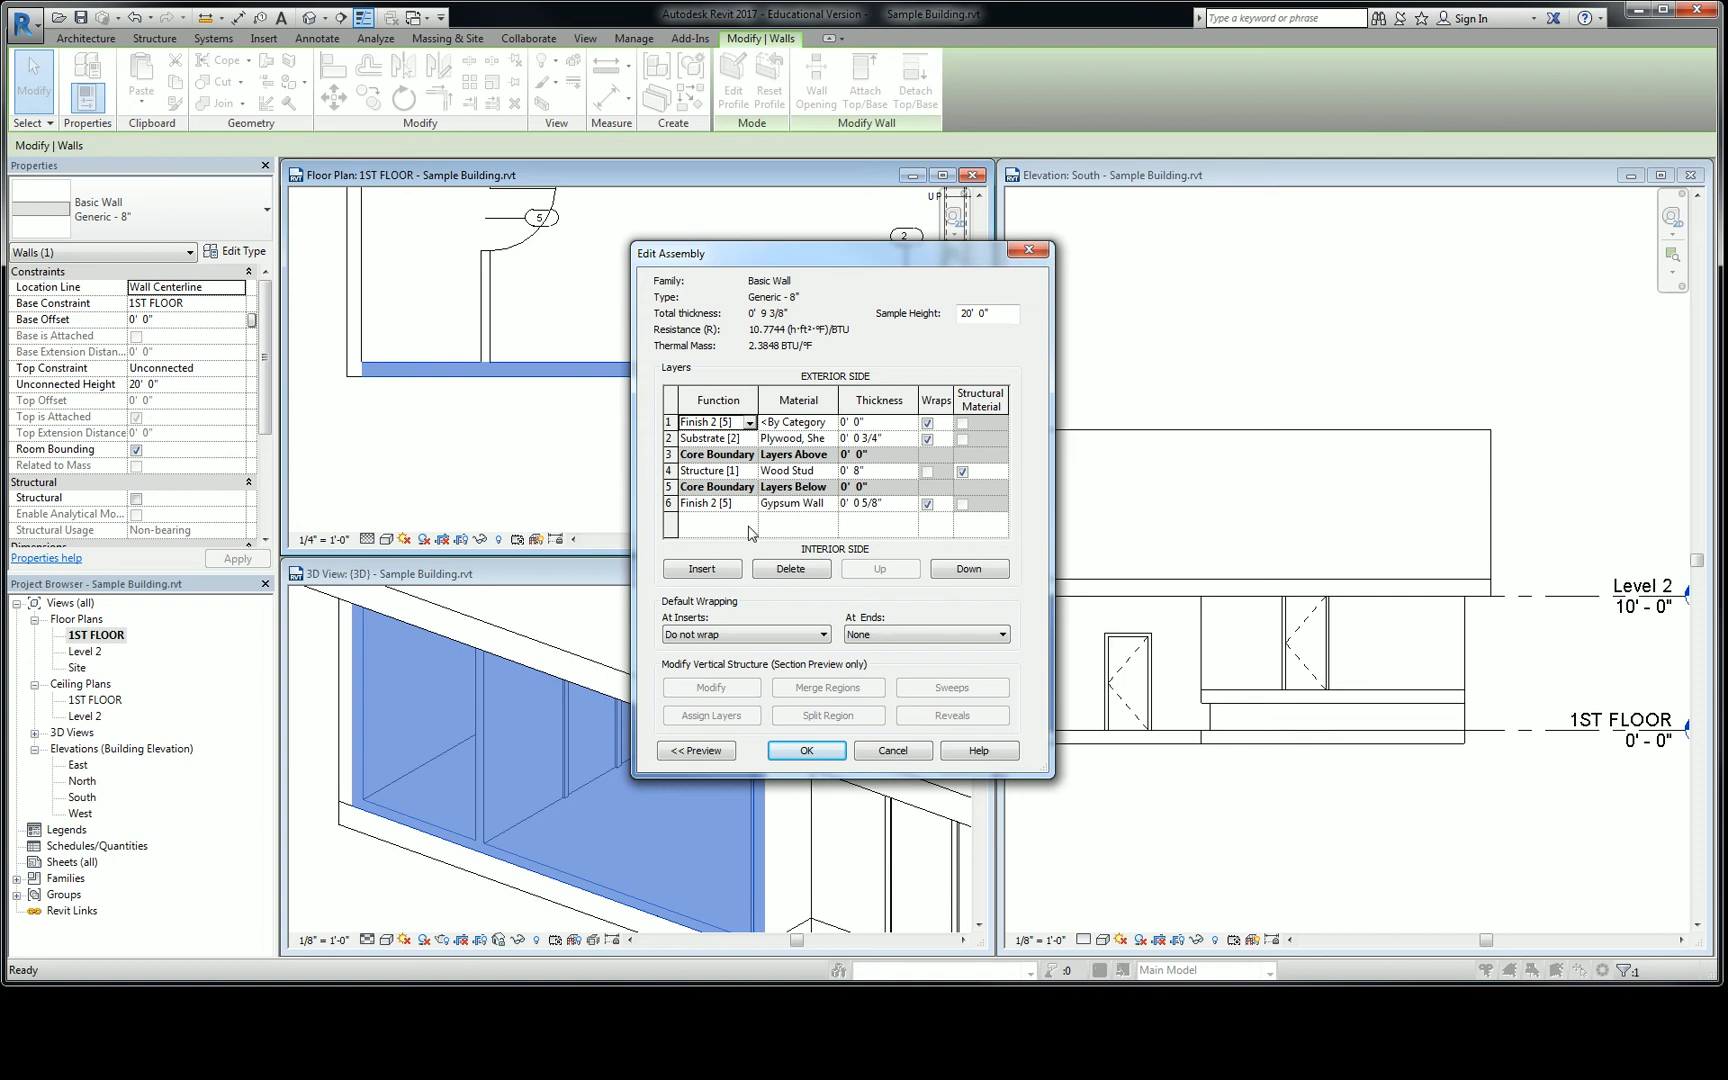 Autodesk Revit 2017 - Educational Version - Sample Building.rvt
Type a keyword or phrase
Sign In
Architecture Structure Systems Insert Annotate Analyze Massing & Site Collaborate View Manage Add-Ins Modify | Walls
Modify Paste Cope Cut Join Edit Profile Reset Profile Wall Opening Attach Top/Base Detach Top/Base
Select Properties Clipboard Geometry Modify View Measure Create Mode Modify Wall
Modify | Walls
Properties
Basic Wall
Generic - 8"
Walls (1) Edit Type
Constraints
Location Line Wall Centerline
Base Constraint 1ST FLOOR
Base Offset 0' 0"
Base is Attached
Base Extension Distan...
0' 0"
Top Constraint Unconnected
Unconnected Height 20' 0"
Top Offset 0' 0"
Top is Attached
Top Extension Distance 0' 0"
Room Bounding
Related to Mass
Structural
Structural
Enable Analytical Mo...
Structural Usage Non-bearing
Dimensions
Properties help Apply
Project Browser - Sample Building.rvt
Views (all)
Floor Plans
1ST FLOOR
Level 2
Site
Ceiling Plans
1ST FLOOR
Level 2
3D Views
Elevations (Building Elevation)
East
North
South
West
Legends
Schedules/Quantities
Sheets (all)
Families
Groups
Revit Links
Floor Plan: 1ST FLOOR - Sample Building.rvt
UP
5
2
1/4" = 1'-0"
3D View: {3D} - Sample Building.rvt
1/8" = 1'-0"
Elevation: South - Sample Building.rvt
2D
Level 2
10' - 0"
1ST FLOOR
0' - 0"
1/8" = 1'-0"
Edit Assembly
Family: Basic Wall
Type: Generic - 8"
Total thickness: 0' 9 3/8" Sample Height: 20' 0"
Resistance (R): 10.7744 (h·ft²·°F)/BTU
Thermal Mass: 2.3848 BTU/°F
Layers
EXTERIOR SIDE
Function Material Thickness Wraps Structural Material
1 Finish 2 [5] <By Category 0' 0"
2 Substrate [2] Plywood, She 0' 0 3/4"
3 Core Boundary Layers Above 0' 0"
4 Structure [1] Wood Stud 0' 8"
5 Core Boundary Layers Below 0' 0"
6 Finish 2 [5] Gypsum Wall 0' 0 5/8"
INTERIOR SIDE
Insert Delete Up Down
Default Wrapping
At Inserts: At Ends:
Do not wrap None
Modify Vertical Structure (Section Preview only)
Modify Merge Regions Sweeps
Assign Layers Split Region Reveals
<< Preview OK Cancel Help
Ready :0 Main Model :1